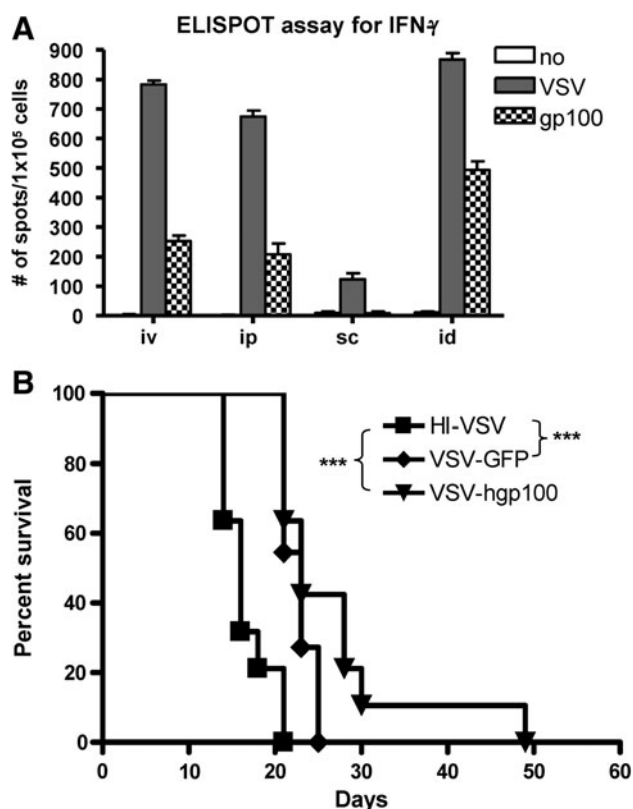 A
ELISPOT assay for IFN-γ
# of spots/1x10⁵ cells
900
800
700
600
500
400
300
200
100
0
iv
ip
sc
id
no
VSV
gp100
B
Percent survival
100
80
60
40
20
0
0
10
20
30
40
50
60
Days
HI-VSV
VSV-GFP
VSV-hgp100
***
***